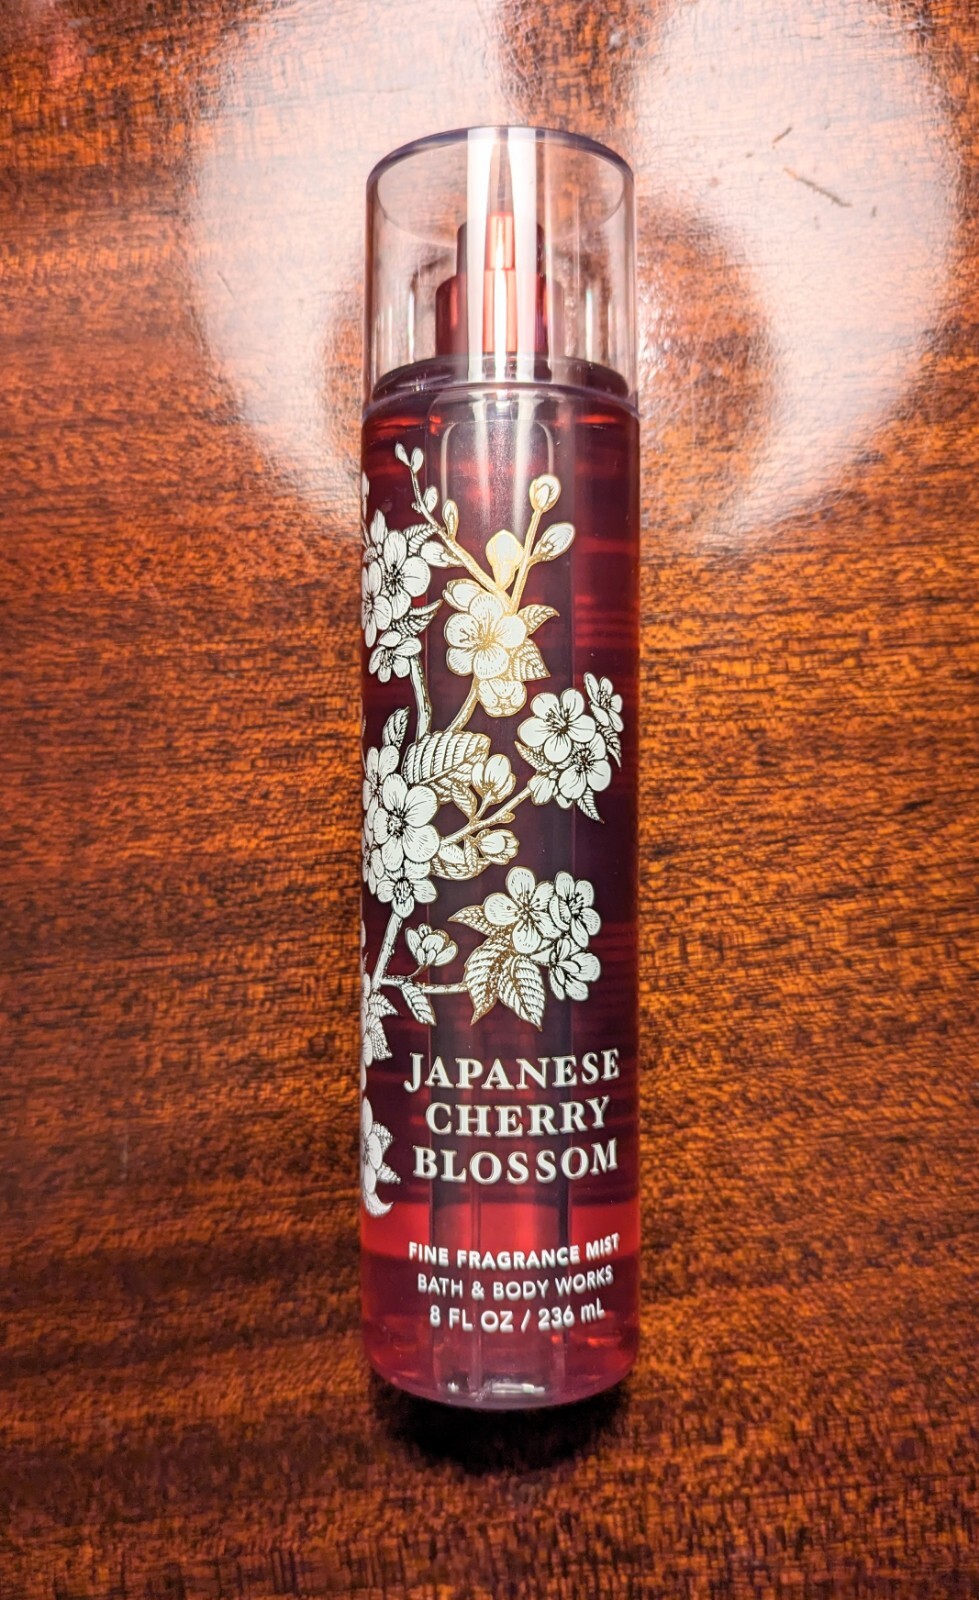 JAPANESE
CHERRY
BLOSSOM
FINE FRAGRANCE MIST
BATH & BODY WORKS
8 FL OZ / 236 mL